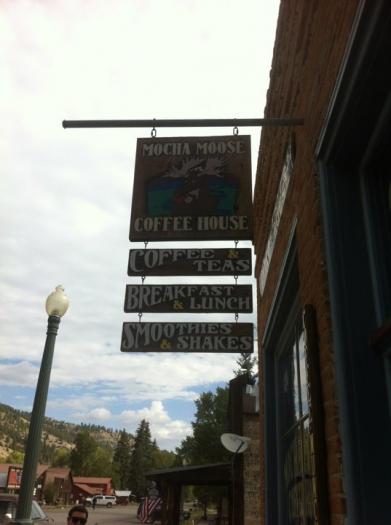 MOCHA MOOSE
COFFEE HOUSE
COFFEE &
TEAS
BREAKFAST
& LUNCH
SMOOTHIES
& SHAKES